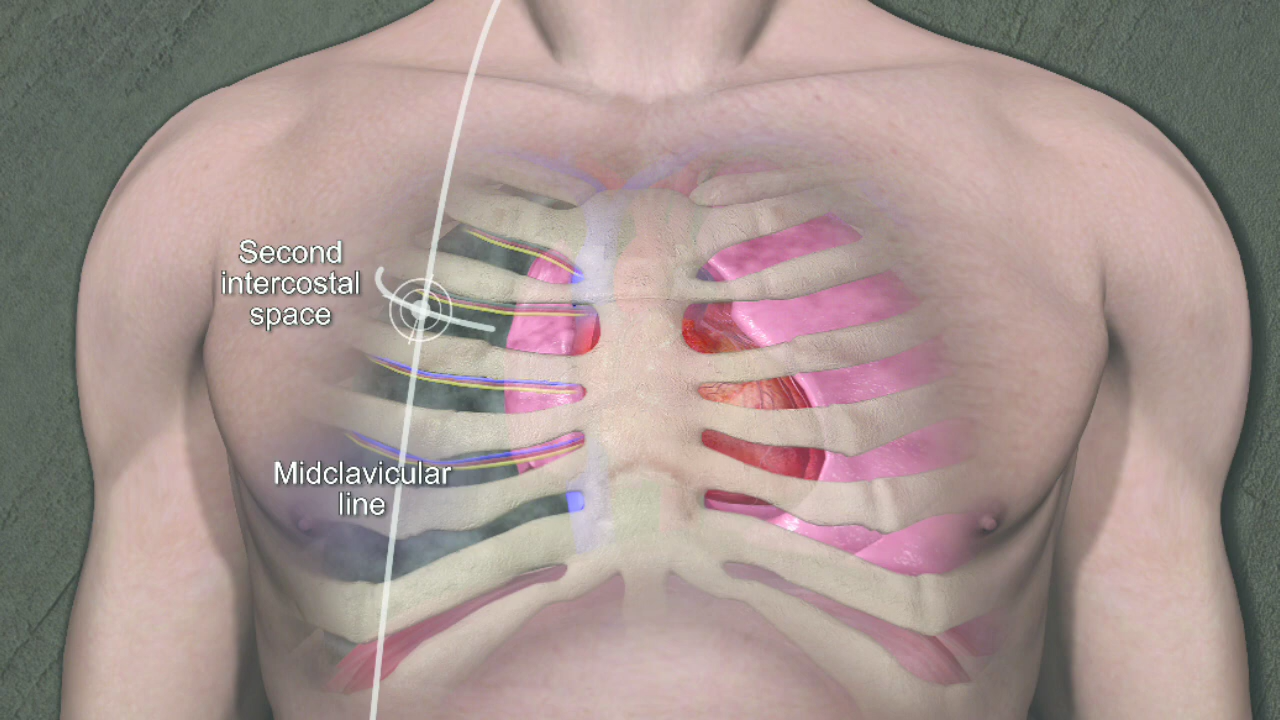 Second
intercostal
space
Midclavicular
line